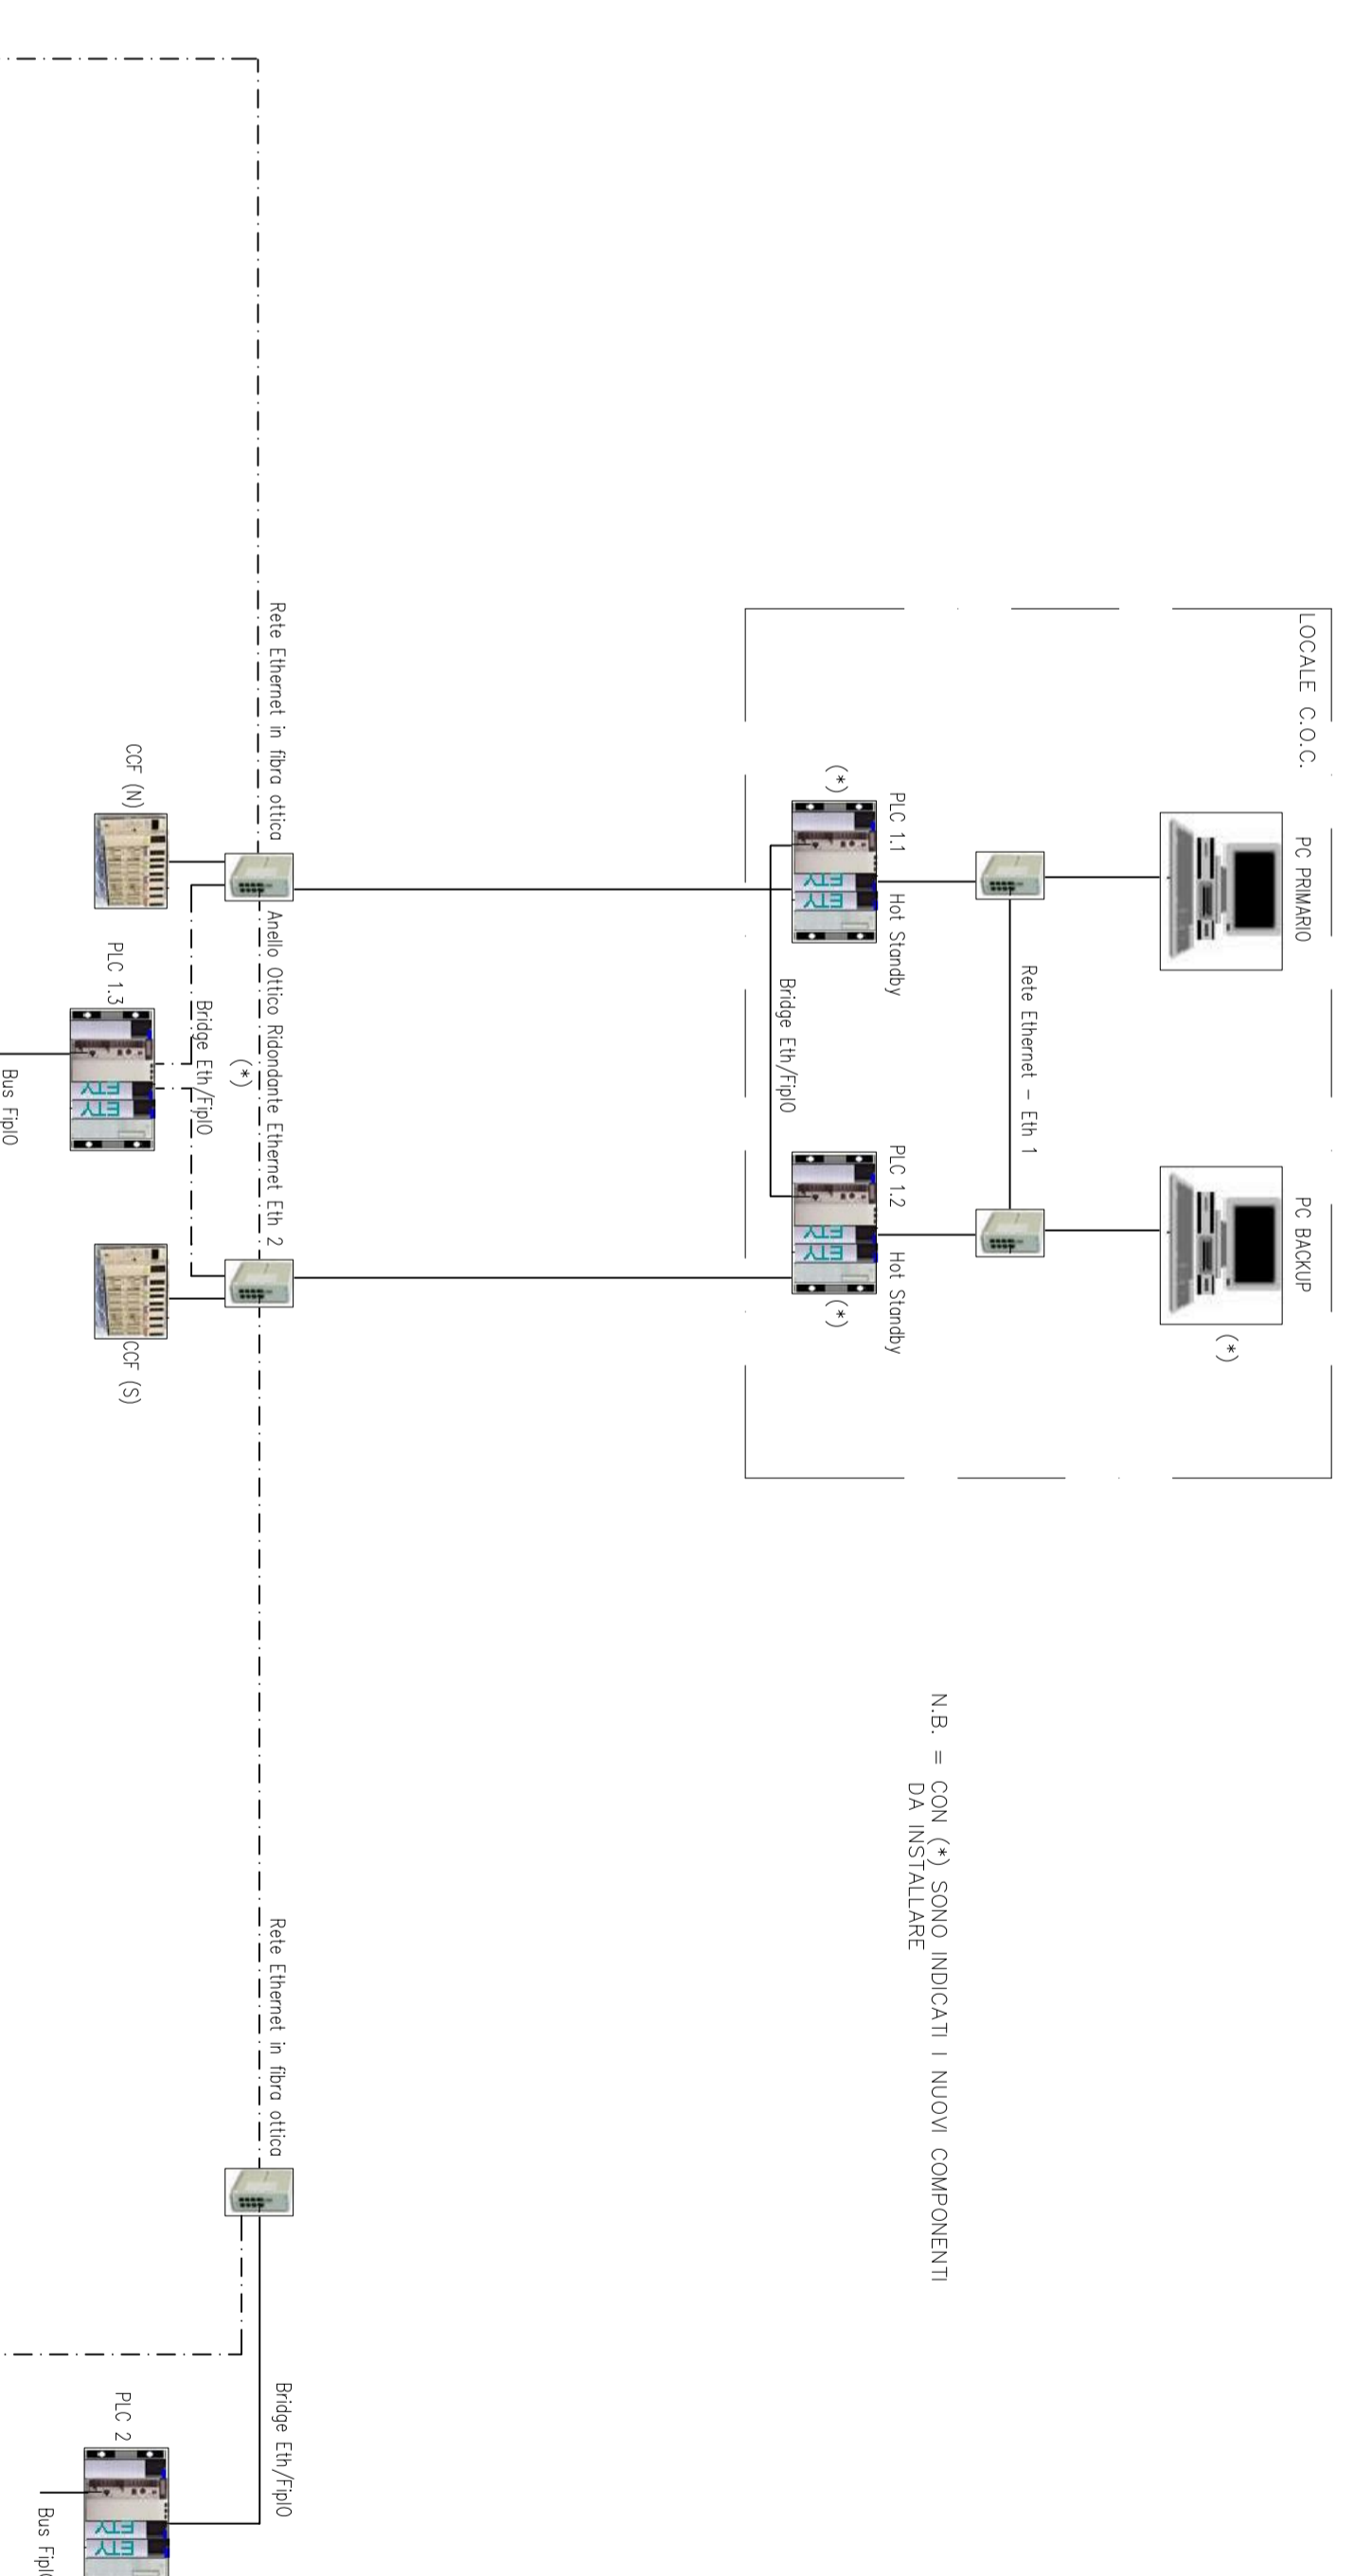 LOCALE C.O.C.
PC PRIMARIO
PC BACKUP
(*)
Rete Ethernet - Eth 1
PLC 1.1
Hot Standby
(*)
PLC 1.2
Hot Standby
(*)
ETY
ETY
ETY
ETY
Bridge Eth/FipIO
N.B. = CON (*) SONO INDICATI I NUOVI COMPONENTI
DA INSTALLARE
Rete Ethernet in fibra ottica
Anello Ottico Ridondante Ethernet Eth 2
(*)
Rete Ethernet in fibra ottica
Bridge Eth/FipIO
Bridge Eth/FipIO
CCF (N)
PLC 1.3
ETY
ETY
CCF (S)
PLC 2
ETY
ETY
Bus FipIO
Bus FipIO